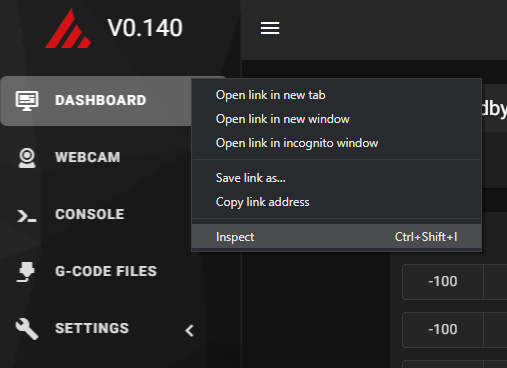 V0.140
DASHBOARD
Open link in new tab
Open link in new window
Open link in incognito window
Save link as...
Copy link address
Inspect Ctrl+Shift+I
dby
WEBCAM
CONSOLE
G-CODE FILES
-100
SETTINGS
-100